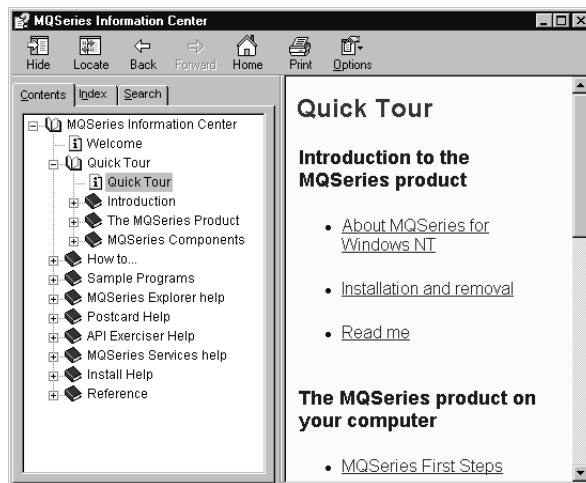 MQSeries Information Center
Hide Locate Back Forward Home Print Options
Contents Index Search
MQSeries Information Center
Welcome
Quick Tour
Quick Tour
Introduction
The MQSeries Product
MQSeries Components
How to...
Sample Programs
MQSeries Explorer help
Postcard Help
API Exerciser Help
MQSeries Services help
Install Help
Reference
Quick Tour
Introduction to the
MQSeries product
• About MQSeries for
Windows NT
• Installation and removal
• Read me
The MQSeries product on
your computer
• MQSeries First Steps